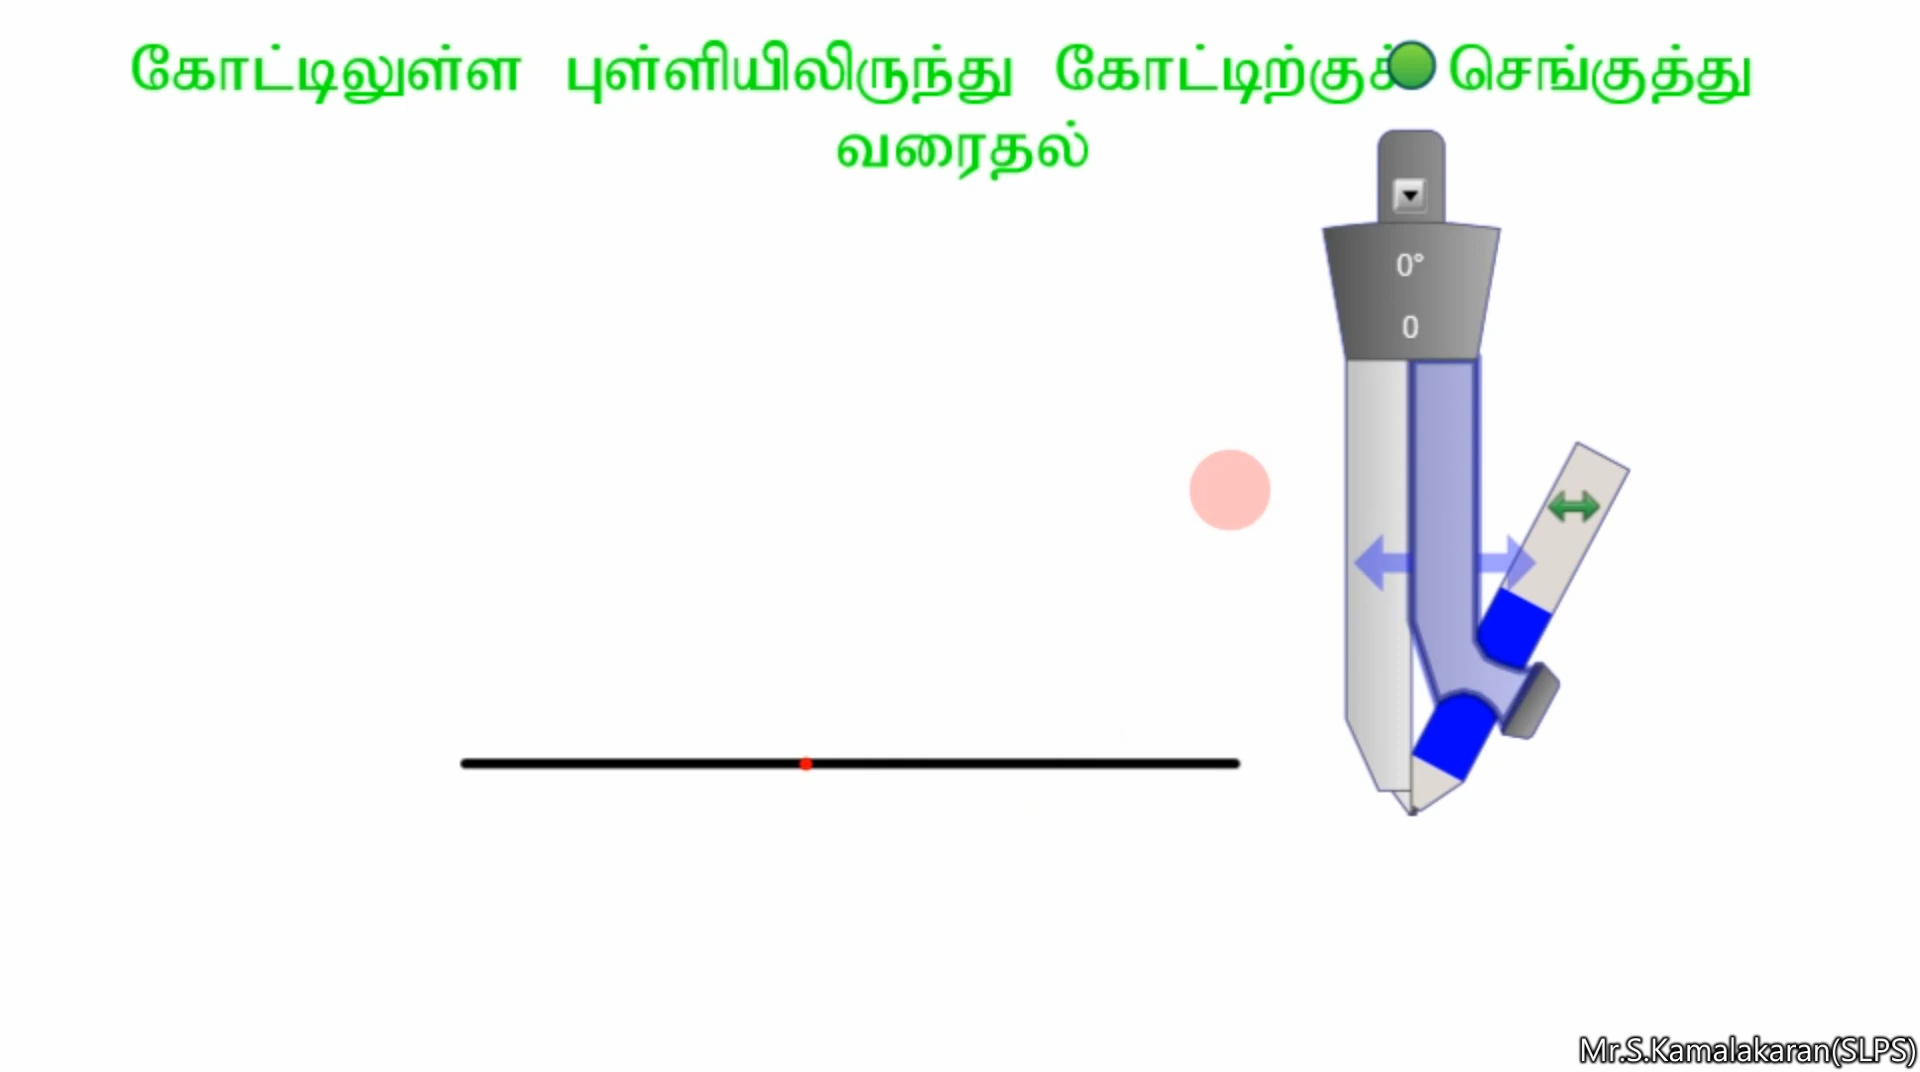 கோட்டிலுள்ள புள்ளியிலிருந்து கோட்டிற்குச் செங்குத்து
வரைதல்
0°
0
Mr.S.Kamalakaran(SLPS)